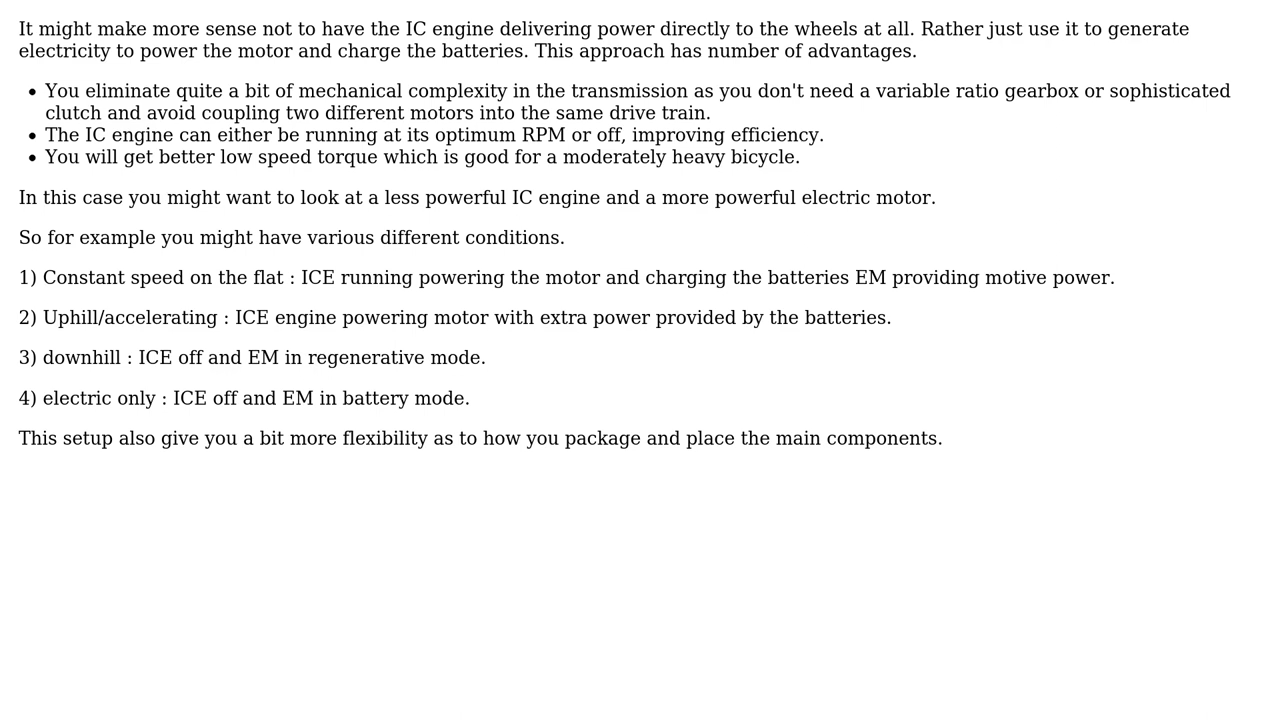 It might make more sense not to have the IC engine delivering power directly to the wheels at all. Rather just use it to generate
electricity to power the motor and charge the batteries. This approach has number of advantages.
• You eliminate quite a bit of mechanical complexity in the transmission as you don't need a variable ratio gearbox or sophisticated
clutch and avoid coupling two different motors into the same drive train.
• The IC engine can either be running at its optimum RPM or off, improving efficiency.
• You will get better low speed torque which is good for a moderately heavy bicycle.
In this case you might want to look at a less powerful IC engine and a more powerful electric motor.
So for example you might have various different conditions.
1) Constant speed on the flat : ICE running powering the motor and charging the batteries EM providing motive power.
2) Uphill/accelerating : ICE engine powering motor with extra power provided by the batteries.
3) downhill : ICE off and EM in regenerative mode.
4) electric only : ICE off and EM in battery mode.
This setup also give you a bit more flexibility as to how you package and place the main components.